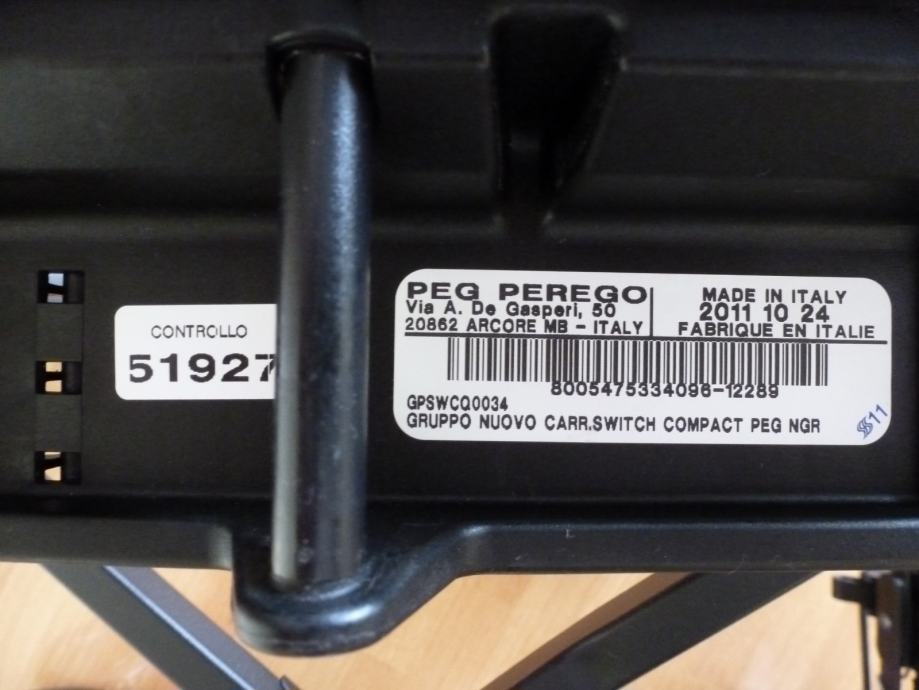 CONTROLLO
51927
PEG PEREGO
Via A. De Gasperi, 50
20862 ARCORE MB - ITALY
MADE IN ITALY
2011 10 24
FABRIQUE EN ITALIE
8005475334096-12289
GPSWCQ0034
GRUPPO NUOVO CARR.SWITCH COMPACT PEG NGR
11